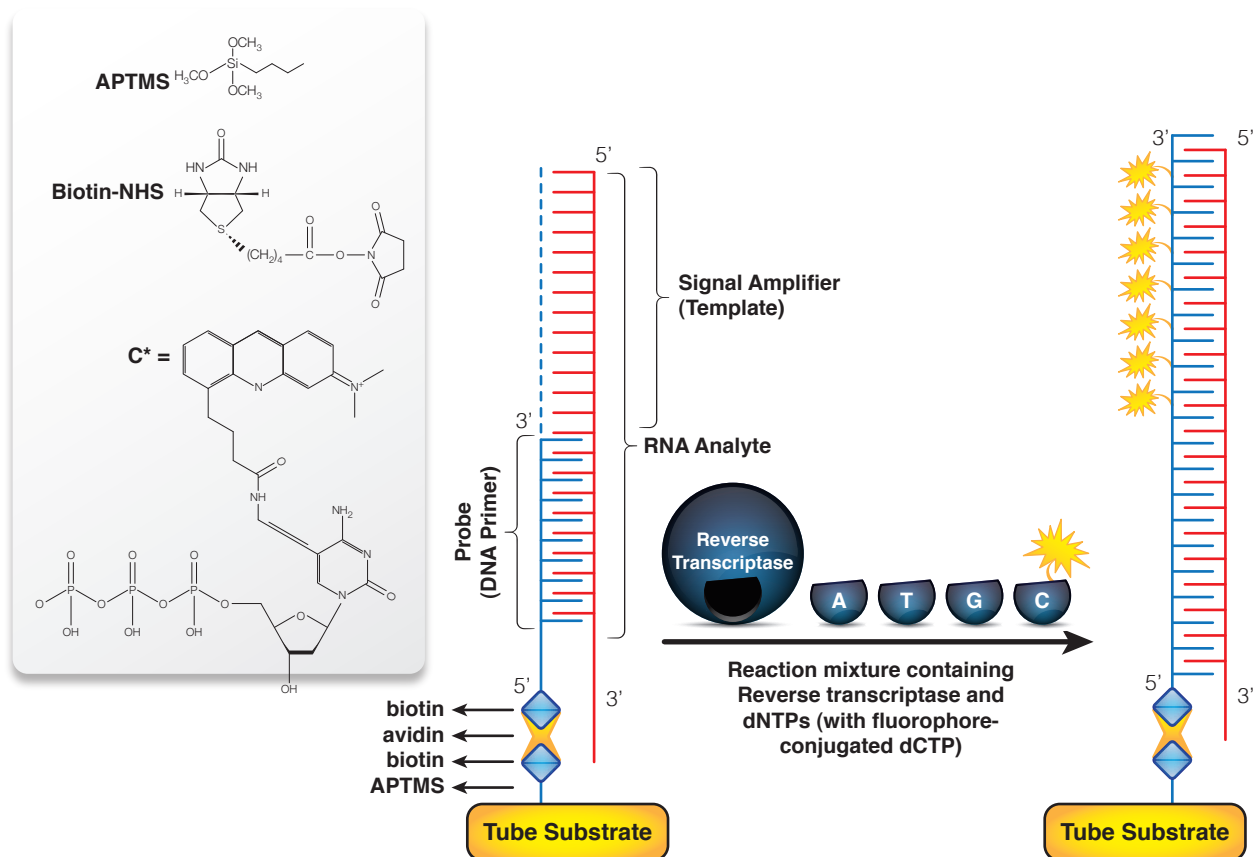 APTMS
OCH3
Si
H3CO
OCH3
Biotin-NHS
O
HN
NH
H
H
S
(CH2)4
C
O
O
N
O
O
C* =
N
N+
O
NH
NH2
N
N
O
O
O
O
O
P
O
P
O
P
O
OH
OH
OH
O
OH
5’
Signal Amplifier
(Template)
3’
RNA Analyte
Probe
(DNA Primer)
5’
3’
biotin
avidin
biotin
APTMS
Tube Substrate
Reverse
Transcriptase
A
T
G
C
Reaction mixture containing
Reverse transcriptase and
dNTPs (with fluorophore-
conjugated dCTP)
3’
5’
5’
3’
Tube Substrate